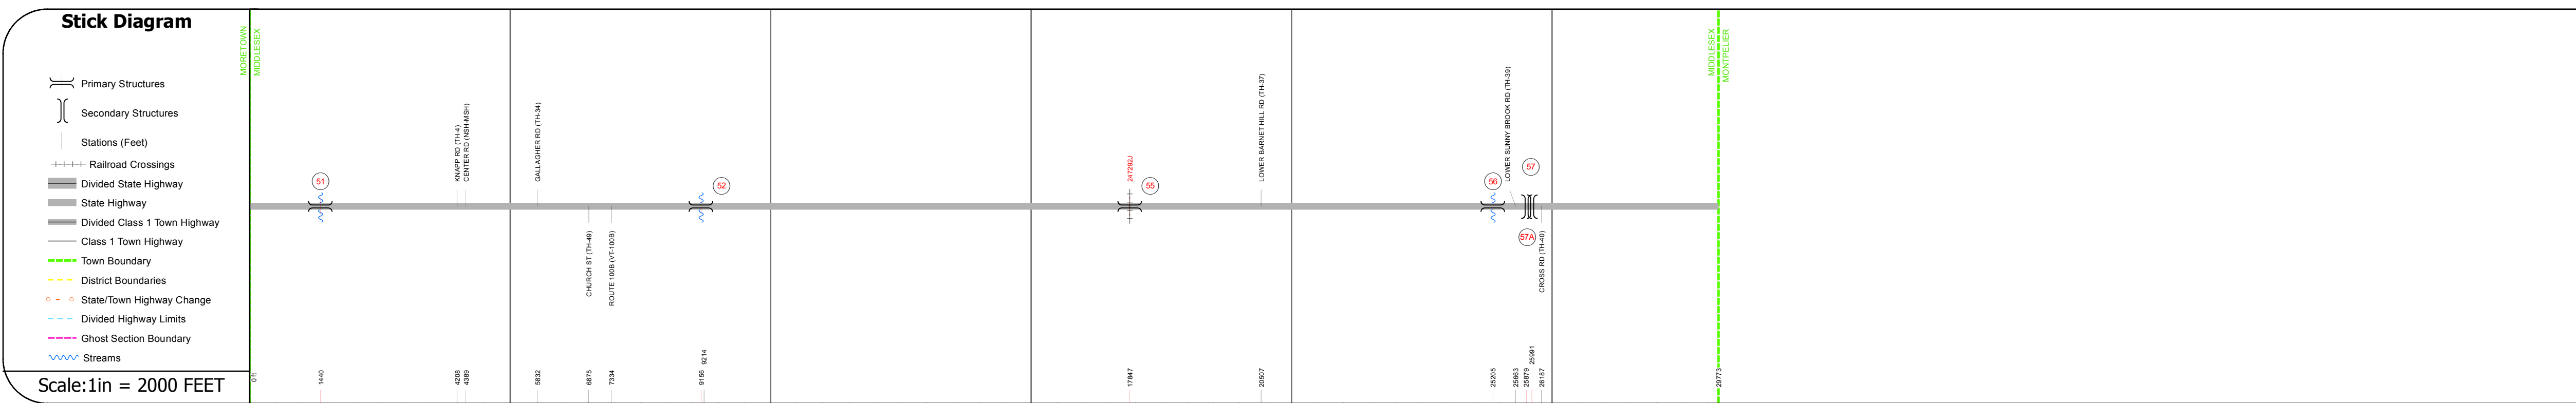 Stick Diagram
Primary Structures
Secondary Structures
Stations (Feet)
Railroad Crossings
Divided State Highway
State Highway
Divided Class 1 Town Highway
Class 1 Town Highway
Town Boundary
District Boundaries
State/Town Highway Change
Divided Highway Limits
Ghost Section Boundary
Streams
Scale:1in = 2000 FEET
MORETOWN
MIDDLESEX
51
KNAPP RD (TH-4)
CENTER RD (NSH-MSH)
GALLAGHER RD (TH-34)
CHURCH ST (TH-49)
ROUTE 100B (VT-100B)
52
247292J
55
LOWER BARNET HILL RD (TH-37)
56
LOWER SUNNY BROOK RD (TH-39)
57
57A
CROSS RD (TH-40)
MIDDLESEX
MONTPELIER
0 ft
1440
4208
4389
5832
6875
7334
9156
9214
17847
20507
25205
25663
25879
25991
26187
29773